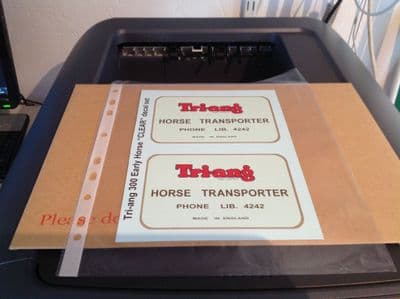 Tri-ang 300 Early Horse "CLEAR" decal set
Tri-ang
HORSE TRANSPORTER
PHONE LIB. 4242
MADE IN ENGLAND
Tri-ang
HORSE TRANSPORTER
PHONE LIB. 4242
MADE IN ENGLAND
Please do